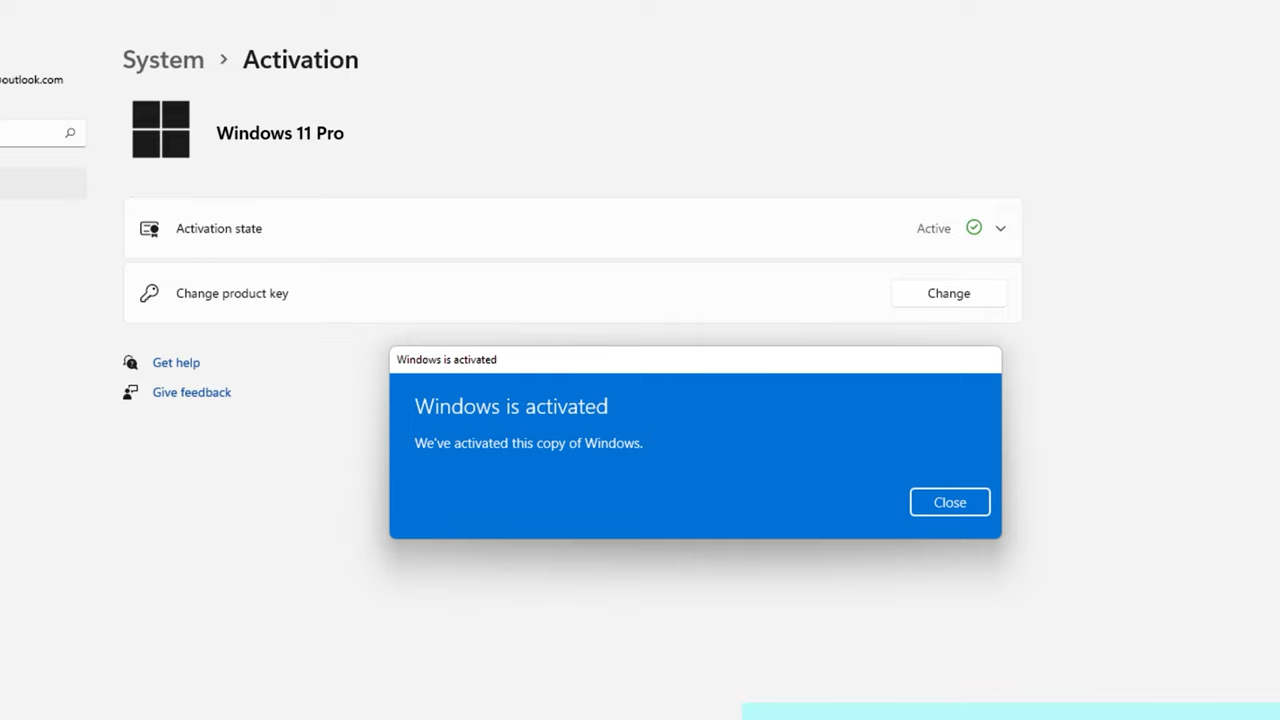 System > Activation
@outlook.com
Windows 11 Pro
Activation state
Active
Change product key
Change
Get help
Give feedback
Windows is activated
Windows is activated
We've activated this copy of Windows.
Close